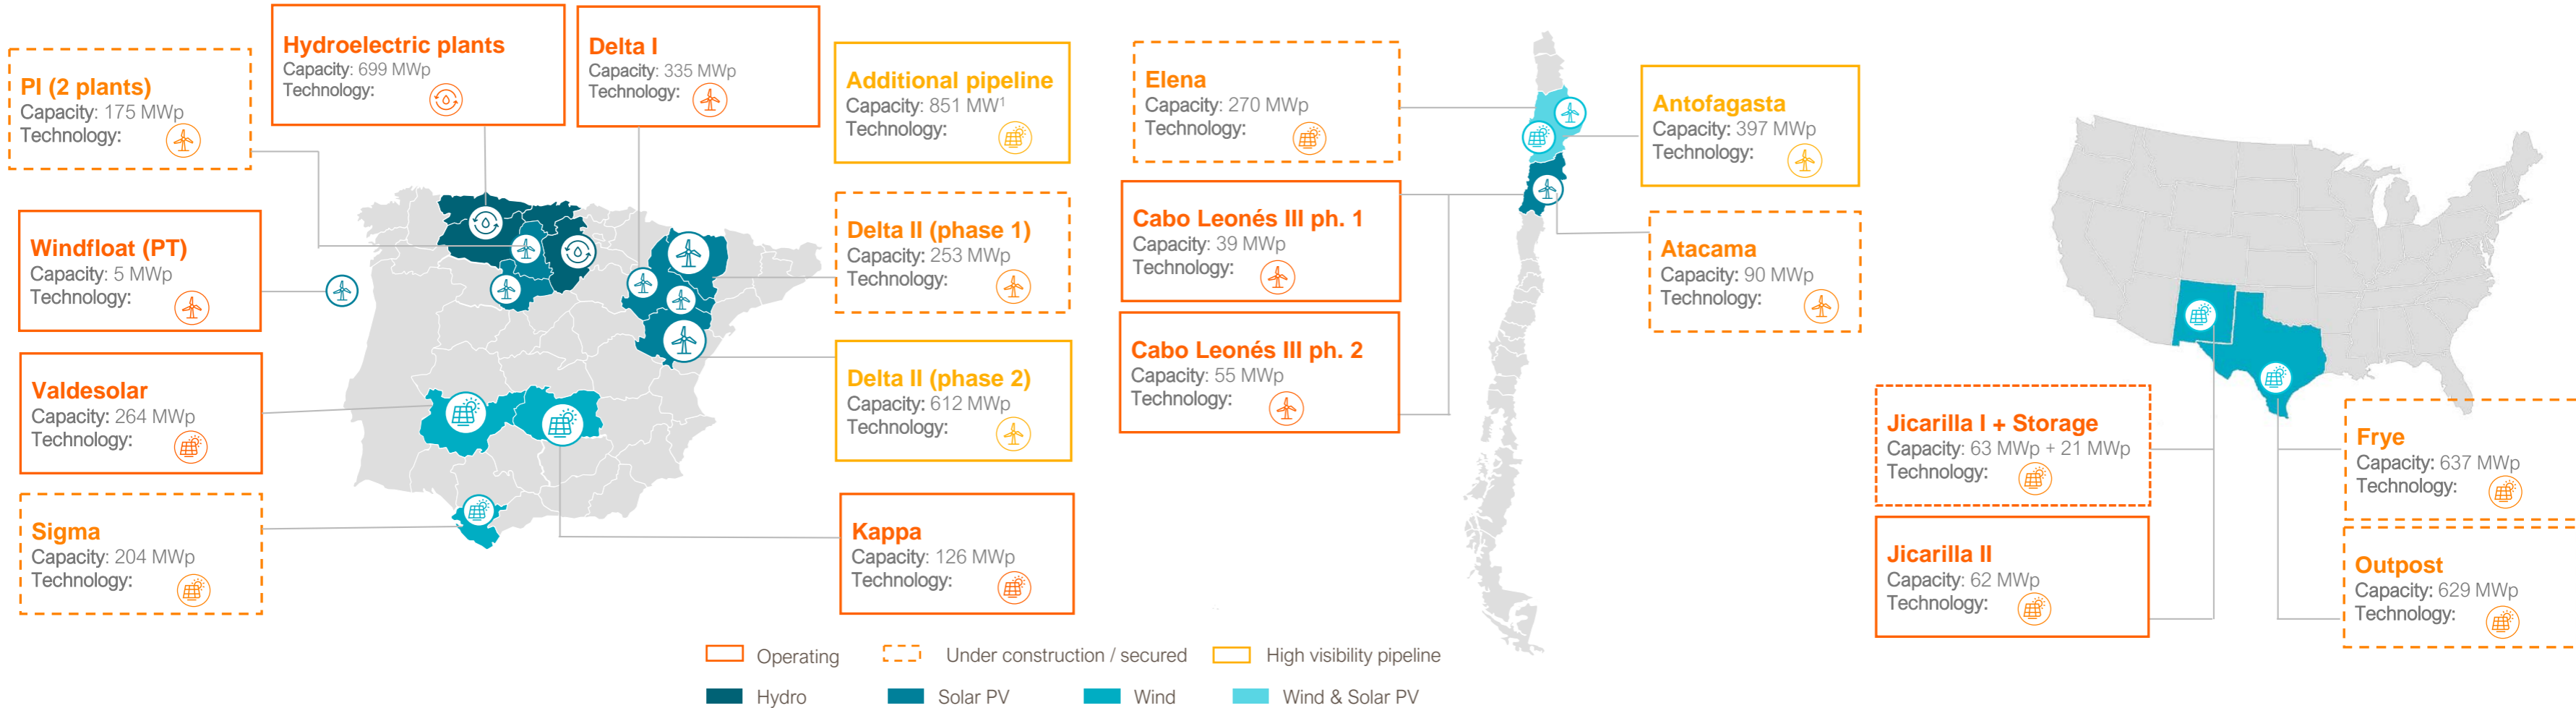 PI (2 plants)
Capacity: 175 MWp
Technology:
Hydroelectric plants
Capacity: 699 MWp
Technology:
Delta I
Capacity: 335 MWp
Technology:
Additional pipeline
Capacity: 851 MW¹
Technology:
Windfloat (PT)
Capacity: 5 MWp
Technology:
Delta II (phase 1)
Capacity: 253 MWp
Technology:
Valdesolar
Capacity: 264 MWp
Technology:
Delta II (phase 2)
Capacity: 612 MWp
Technology:
Sigma
Capacity: 204 MWp
Technology:
Kappa
Capacity: 126 MWp
Technology:
Elena
Capacity: 270 MWp
Technology:
Antofagasta
Capacity: 397 MWp
Technology:
Cabo Leonés III ph. 1
Capacity: 39 MWp
Technology:
Atacama
Capacity: 90 MWp
Technology:
Cabo Leonés III ph. 2
Capacity: 55 MWp
Technology:
Jicarilla I + Storage
Capacity: 63 MWp + 21 MWp
Technology:
Frye
Capacity: 637 MWp
Technology:
Jicarilla II
Capacity: 62 MWp
Technology:
Outpost
Capacity: 629 MWp
Technology:
Operating
Under construction / secured
High visibility pipeline
Hydro
Solar PV
Wind
Wind & Solar PV